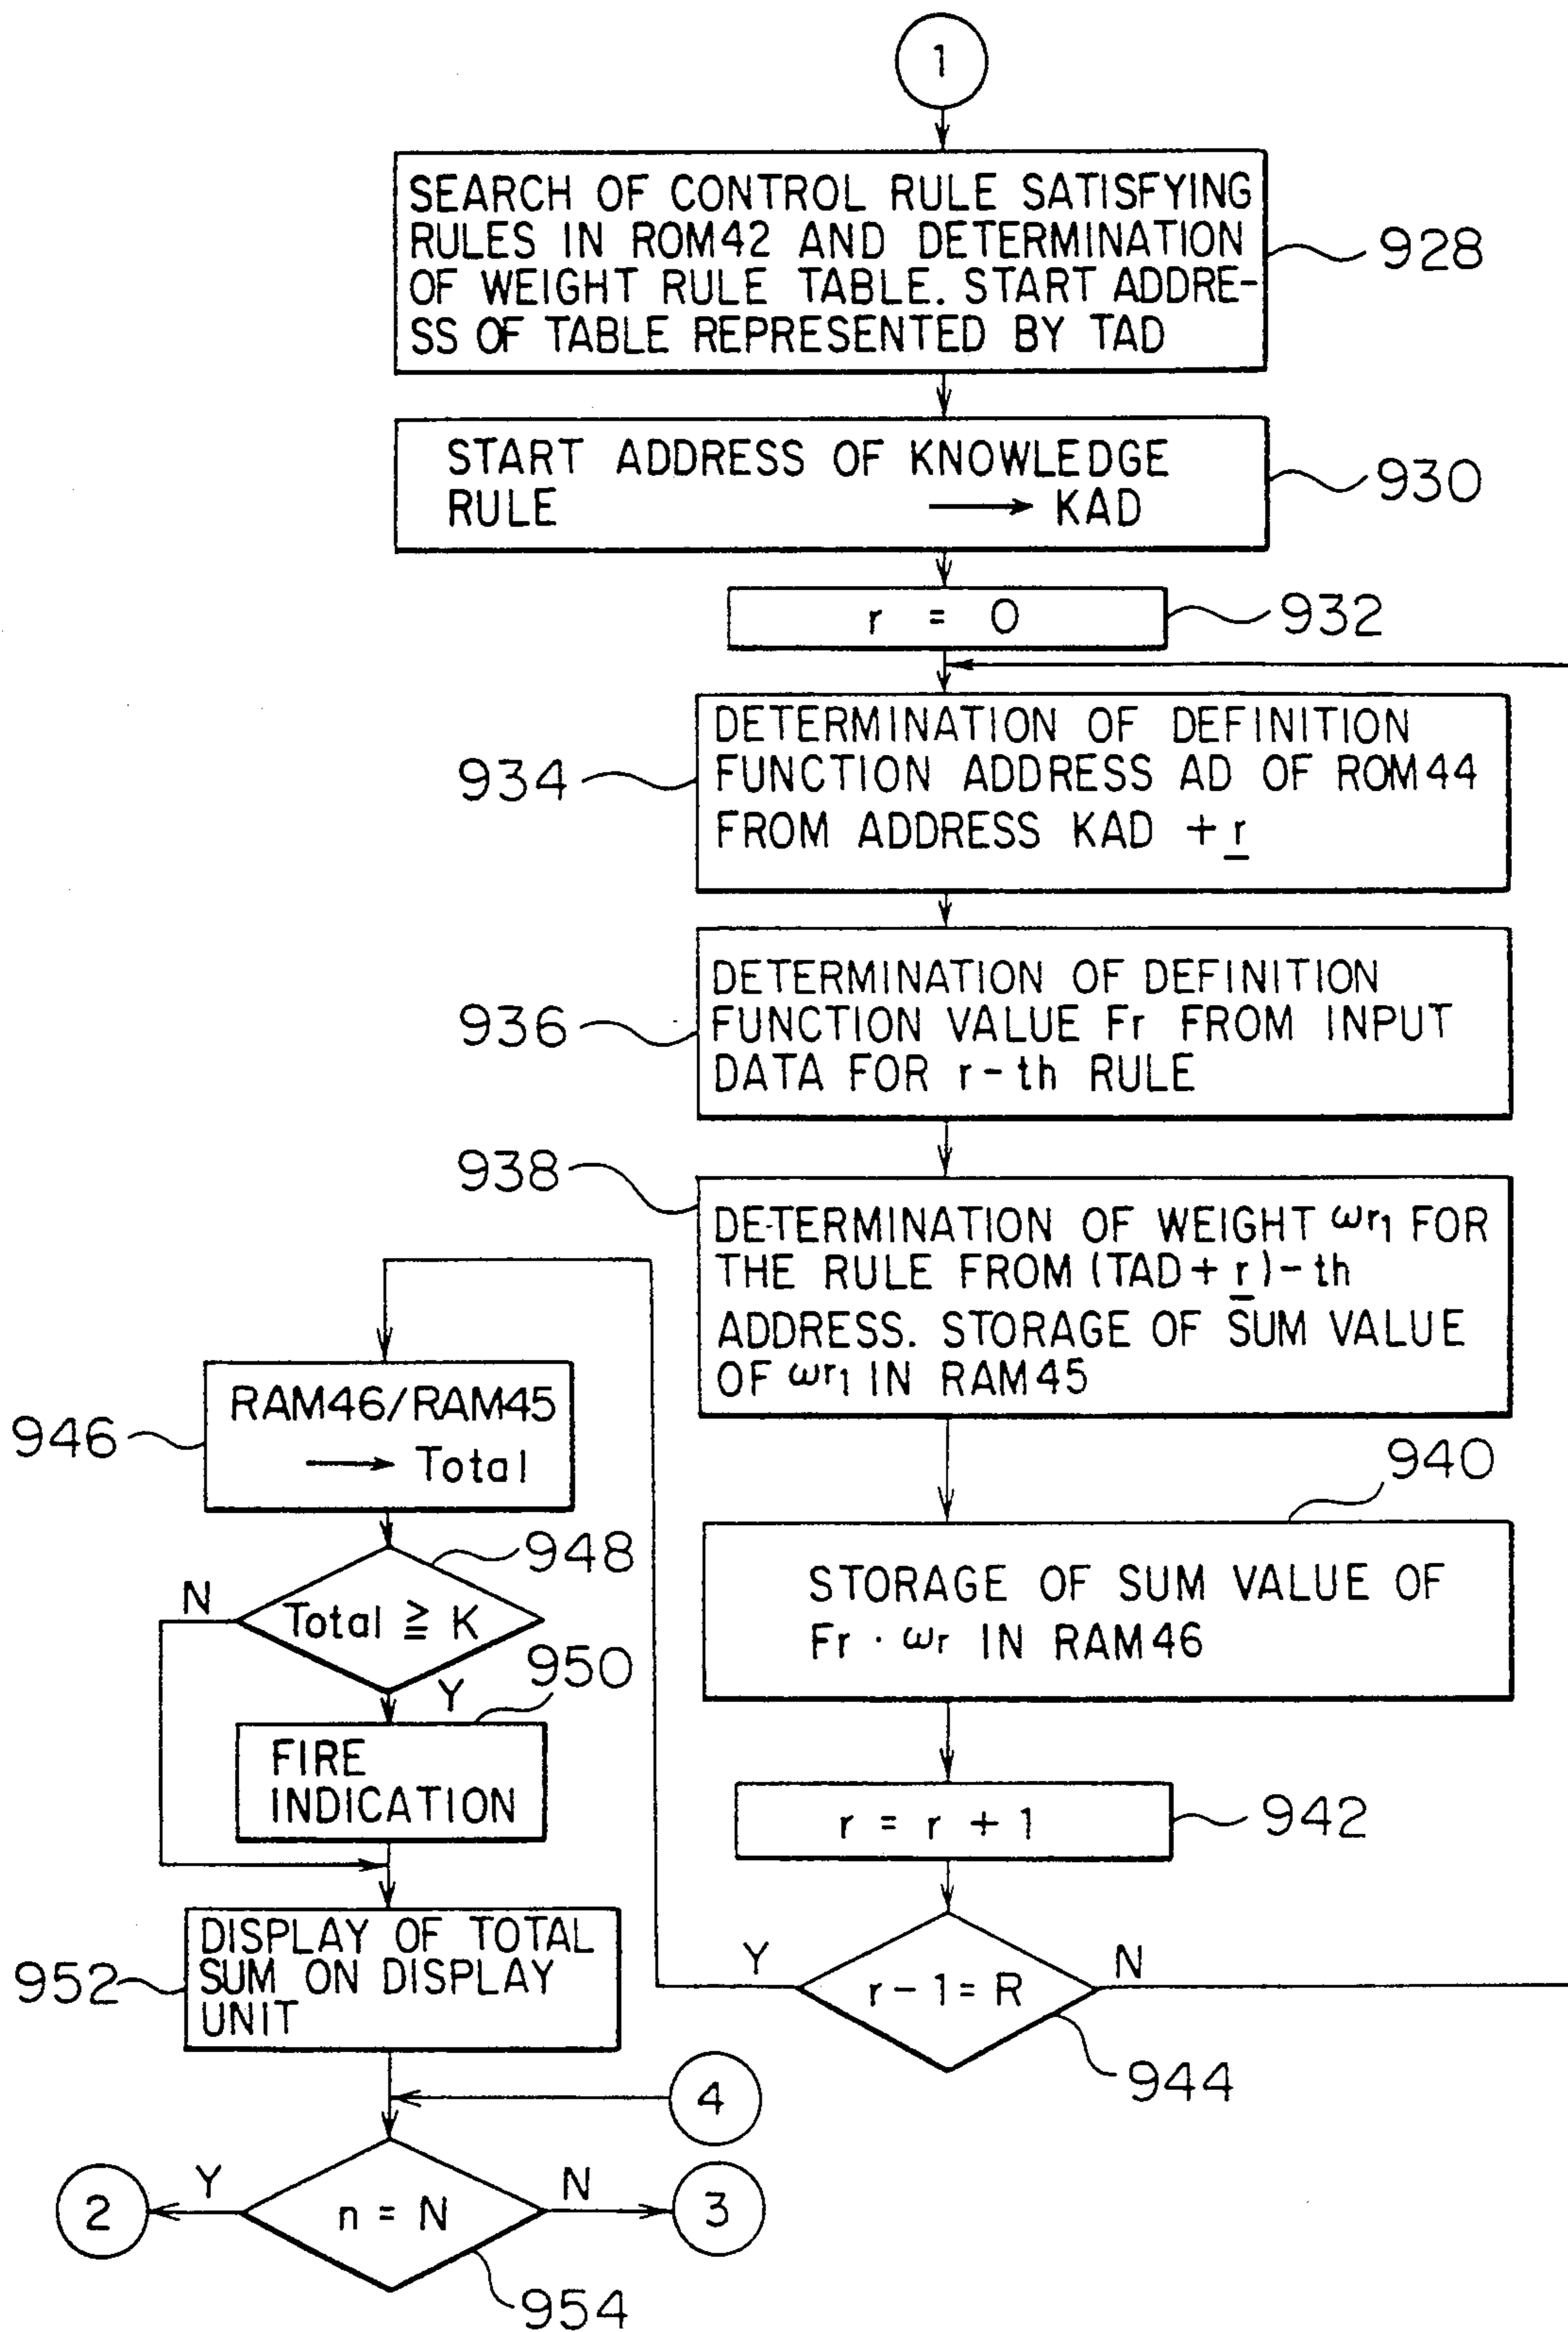 1
SEARCH OF CONTROL RULE SATISFYING
RULES IN ROM42 AND DETERMINATION
OF WEIGHT RULE TABLE. START ADDRE-
SS OF TABLE REPRESENTED BY TAD
928
START ADDRESS OF KNOWLEDGE
RULE → KAD
930
r = 0
932
DETERMINATION OF DEFINITION
FUNCTION ADDRESS AD OF ROM44
FROM ADDRESS KAD + r
934
DETERMINATION OF DEFINITION
FUNCTION VALUE Fr FROM INPUT
DATA FOR r-th RULE
936
938
DETERMINATION OF WEIGHT ωr1 FOR
THE RULE FROM (TAD + r)-th
ADDRESS. STORAGE OF SUM VALUE
OF ωr1 IN RAM45
940
STORAGE OF SUM VALUE OF
Fr · ωr IN RAM46
r = r + 1
942
r - 1 = R
Y
N
944
RAM46/RAM45
→ Total
946
948
Total ≧ K
N
Y
950
FIRE
INDICATION
DISPLAY OF TOTAL
SUM ON DISPLAY
UNIT
952
4
n = N
Y
N
2
3
954